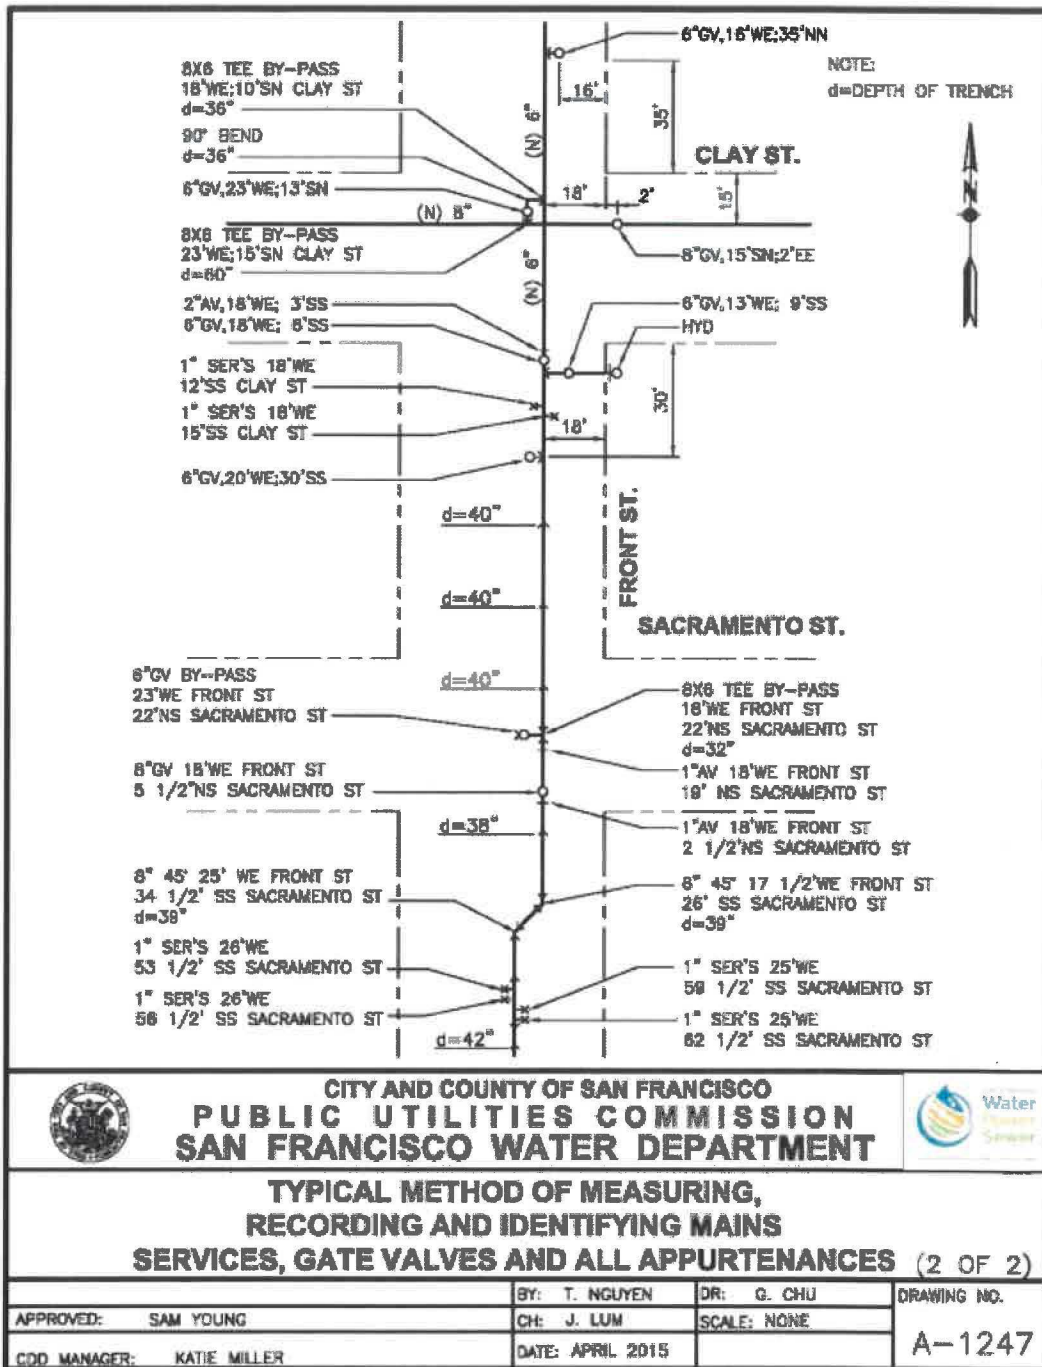 6"GV,16'WE;35'NN
NOTE:
d=DEPTH OF TRENCH
8X6 TEE BY-PASS
18'WE;10'SN CLAY ST
d=36"
90° BEND
d=36"
6"GV,23'WE;13'SN
8X8 TEE BY-PASS
23'WE;15'SN CLAY ST
d=60"
2"AV,18'WE; 3'SS
6"GV,18'WE; 6'SS
1" SER'S 18'WE
12'SS CLAY ST
1" SER'S 18'WE
15'SS CLAY ST
6"GV,20'WE;30'SS
16'
35'
(N) 6"
CLAY ST.
18'
2'
15'
(N) 8"
(N) 6"
N
8"GV,15'SN;2'EE
6"GV,13'WE; 9'SS
HYD
30'
18'
FRONT ST.
d=40"
d=40"
d=40"
SACRAMENTO ST.
6"GV BY-PASS
23'WE FRONT ST
22'NS SACRAMENTO ST
8X6 TEE BY-PASS
18'WE FRONT ST
22'NS SACRAMENTO ST
d=32"
1"AV 18'WE FRONT ST
19' NS SACRAMENTO ST
8"GV 18'WE FRONT ST
5 1/2'NS SACRAMENTO ST
1"AV 18'WE FRONT ST
2 1/2'NS SACRAMENTO ST
d=38"
8" 45° 25' WE FRONT ST
34 1/2' SS SACRAMENTO ST
d=39"
8" 45° 17 1/2'WE FRONT ST
26' SS SACRAMENTO ST
d=39"
1" SER'S 26'WE
53 1/2' SS SACRAMENTO ST
1" SER'S 26'WE
56 1/2' SS SACRAMENTO ST
1" SER'S 25'WE
59 1/2' SS SACRAMENTO ST
1" SER'S 25'WE
62 1/2' SS SACRAMENTO ST
d=42"
CITY AND COUNTY OF SAN FRANCISCO
PUBLIC UTILITIES COMMISSION
SAN FRANCISCO WATER DEPARTMENT
Water
Power
Sewer
TYPICAL METHOD OF MEASURING,
RECORDING AND IDENTIFYING MAINS
SERVICES, GATE VALVES AND ALL APPURTENANCES (2 OF 2)
BY: T. NGUYEN
DR: G. CHU
DRAWING NO.
APPROVED: SAM YOUNG
CH: J. LUM
SCALE: NONE
A-1247
CDD MANAGER: KATIE MILLER
DATE: APRIL 2015